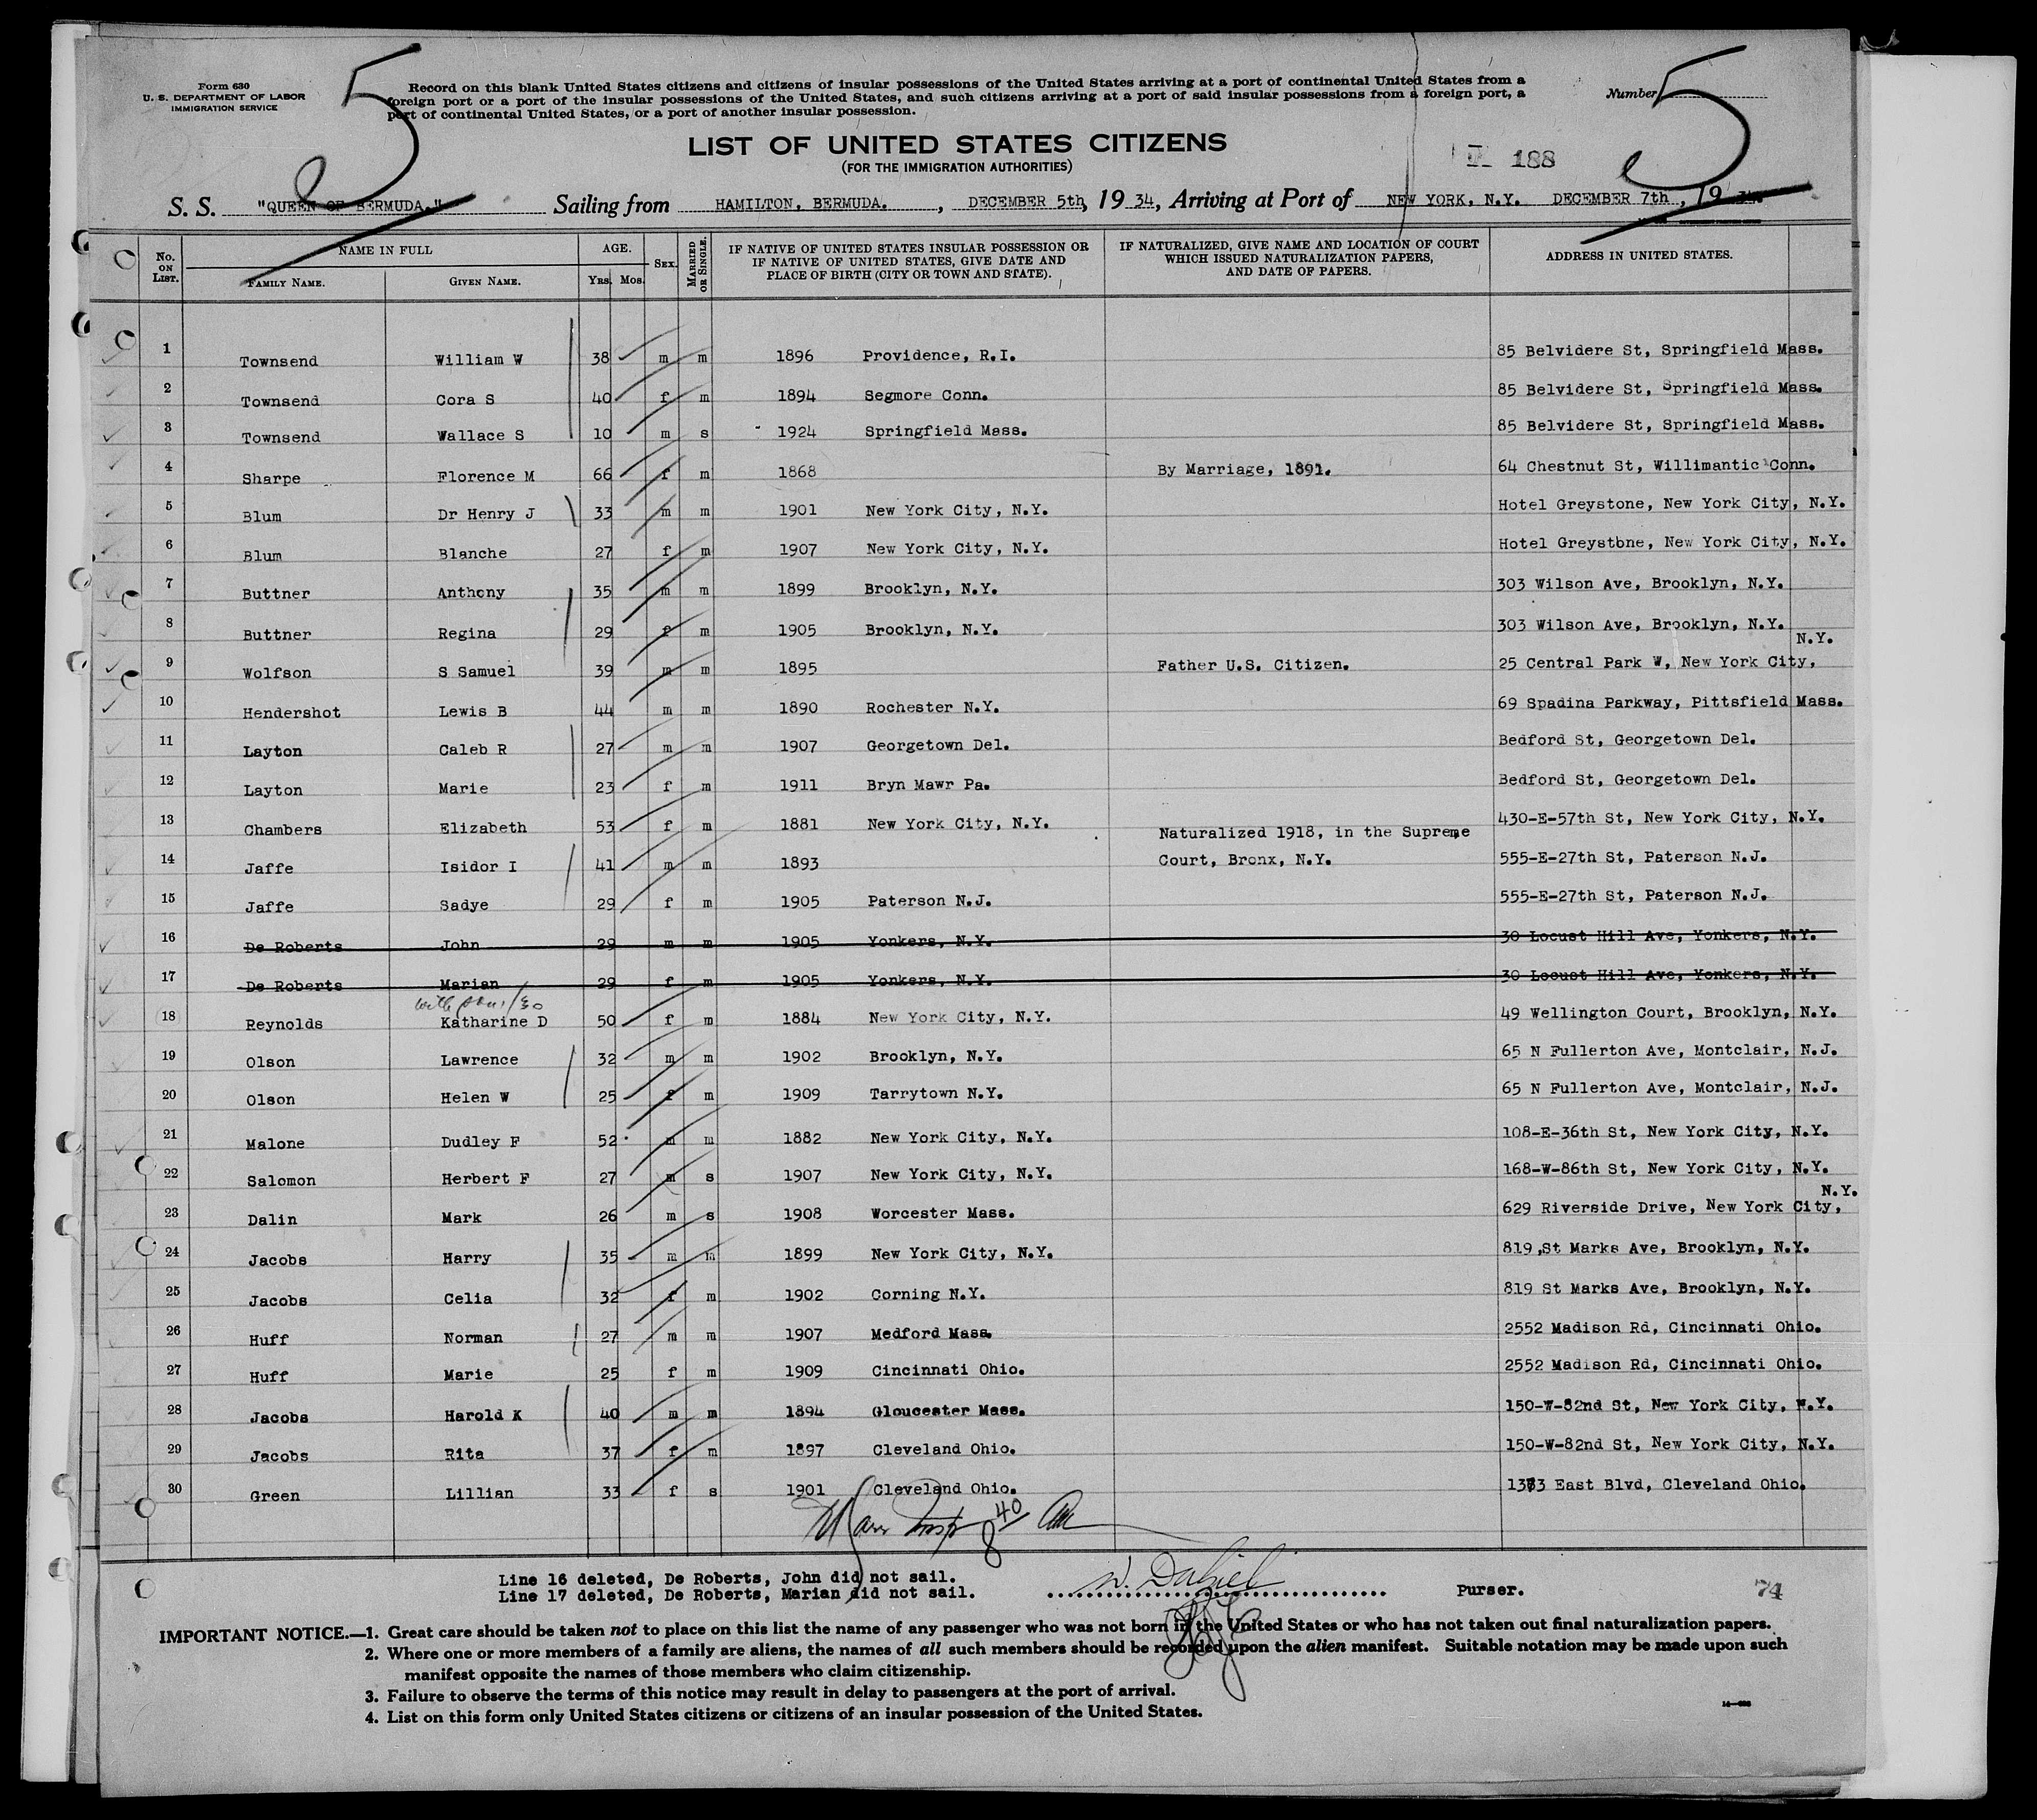 5
5
Form 630
U. S. DEPARTMENT OF LABOR
IMMIGRATION SERVICE
Record on this blank United States citizens and citizens of insular possessions of the United States arriving at a port of continental United States from a
foreign port or a port of the insular possessions of the United States, and such citizens arriving at a port of said insular possessions from a foreign port, a
port of continental United States, or a port of another insular possession.
Number
LIST OF UNITED STATES CITIZENS
(FOR THE IMMIGRATION AUTHORITIES)
188
S. S. "QUEEN OF BERMUDA." Sailing from HAMILTON, BERMUDA. , DECEMBER 5th, 19 34, Arriving at Port of NEW YORK, N.Y. DECEMBER 7th , 19 34.
No. ON LIST. NAME IN FULL FAMILY NAME. GIVEN NAME. AGE. YRS. MOS. SEX. MARRIED OR SINGLE. IF NATIVE OF UNITED STATES INSULAR POSSESSION OR IF NATIVE OF UNITED STATES, GIVE DATE AND PLACE OF BIRTH (CITY OR TOWN AND STATE). IF NATURALIZED, GIVE NAME AND LOCATION OF COURT WHICH ISSUED NATURALIZATION PAPERS, AND DATE OF PAPERS. ADDRESS IN UNITED STATES.
1 Townsend William W 38 m m 1896 Providence, R.I. 85 Belvidere St, Springfield Mass.
2 Townsend Cora S 40 f m 1894 Segmore Conn. 85 Belvidere St, Springfield Mass.
3 Townsend Wallace S 10 m s 1924 Springfield Mass. 85 Belvidere St, Springfield Mass.
4 Sharpe Florence M 66 f m 1868 By Marriage, 1891. 64 Chestnut St, Willimantic Conn.
5 Blum Dr Henry J 33 m m 1901 New York City, N.Y. Hotel Greystone, New York City, N.Y.
6 Blum Blanche 27 f m 1907 New York City, N.Y. Hotel Greystbne, New York City, N.Y.
7 Buttner Anthony 35 m m 1899 Brooklyn, N.Y. 303 Wilson Ave, Brooklyn, N.Y.
8 Buttner Regina 29 f m 1905 Brooklyn, N.Y. 303 Wilson Ave, Brooklyn, N.Y.
N.Y.
9 Wolfson S Samuel 39 m m 1895 Father U.S. Citizen. 25 Central Park W, New York City,
10 Hendershot Lewis B 44 m m 1890 Rochester N.Y. 69 Spadina Parkway, Pittsfield Mass.
11 Layton Caleb R 27 m m 1907 Georgetown Del. Bedford St, Georgetown Del.
12 Layton Marie 23 f m 1911 Bryn Mawr Pa. Bedford St, Georgetown Del.
13 Chambers Elizabeth 53 f m 1881 New York City, N.Y. 430-E-57th St, New York City, N.Y.
Naturalized 1918, in the Supreme
14 Jaffe Isidor I 41 m m 1893 Court, Bronx, N.Y. 555-E-27th St, Paterson N.J.
15 Jaffe Sadye 29 f m 1905 Paterson N.J. 555-E-27th St, Paterson N.J.
16 De Roberts John 29 m m 1905 Yonkers, N.Y. 30 Locust Hill Ave, Yonkers, N.Y.
17 De Roberts Marian 29 f m 1905 Yonkers, N.Y. 30 Locust Hill Ave, Yonkers, N.Y.
with /30
18 Reynolds Katharine D 50 f m 1884 New York City, N.Y. 49 Wellington Court, Brooklyn, N.Y.
19 Olson Lawrence 32 m m 1902 Brooklyn, N.Y. 65 N Fullerton Ave, Montclair, N.J.
20 Olson Helen W 25 f m 1909 Tarrytown N.Y. 65 N Fullerton Ave, Montclair, N.J.
21 Malone Dudley F 52 m m 1882 New York City, N.Y. 108-E-36th St, New York City, N.Y.
22 Salomon Herbert F 27 m s 1907 New York City, N.Y. 168-W-86th St, New York City, N.Y.
N.Y.
23 Dalin Mark 26 m s 1908 Worcester Mass. 629 Riverside Drive, New York City,
24 Jacobs Harry 35 m m 1899 New York City, N.Y. 819 St Marks Ave, Brooklyn, N.Y.
25 Jacobs Celia 32 f m 1902 Corning N.Y. 819 St Marks Ave, Brooklyn, N.Y.
26 Huff Norman 27 m m 1907 Medford Mass. 2552 Madison Rd, Cincinnati Ohio.
27 Huff Marie 25 f m 1909 Cincinnati Ohio. 2552 Madison Rd, Cincinnati Ohio.
28 Jacobs Harold K 40 m m 1894 Gloucester Mass. 150-W-82nd St, New York City, N.Y.
29 Jacobs Rita 37 f m 1897 Cleveland Ohio. 150-W-82nd St, New York City, N.Y.
30 Green Lillian 33 f s 1901 Cleveland Ohio. East Blvd, Cleveland Ohio.
8 40 AM
Line 16 deleted, De Roberts, John did not sail.
Line 17 deleted, De Roberts, Marian did not sail.
W. Dalziel Purser.
74
IMPORTANT NOTICE.—1. Great care should be taken not to place on this list the name of any passenger who was not born in the United States or who has not taken out final naturalization papers.
2. Where one or more members of a family are aliens, the names of all such members should be recorded upon the alien manifest. Suitable notation may be made upon such
manifest opposite the names of those members who claim citizenship.
3. Failure to observe the terms of this notice may result in delay to passengers at the port of arrival.
4. List on this form only United States citizens or citizens of an insular possession of the United States.